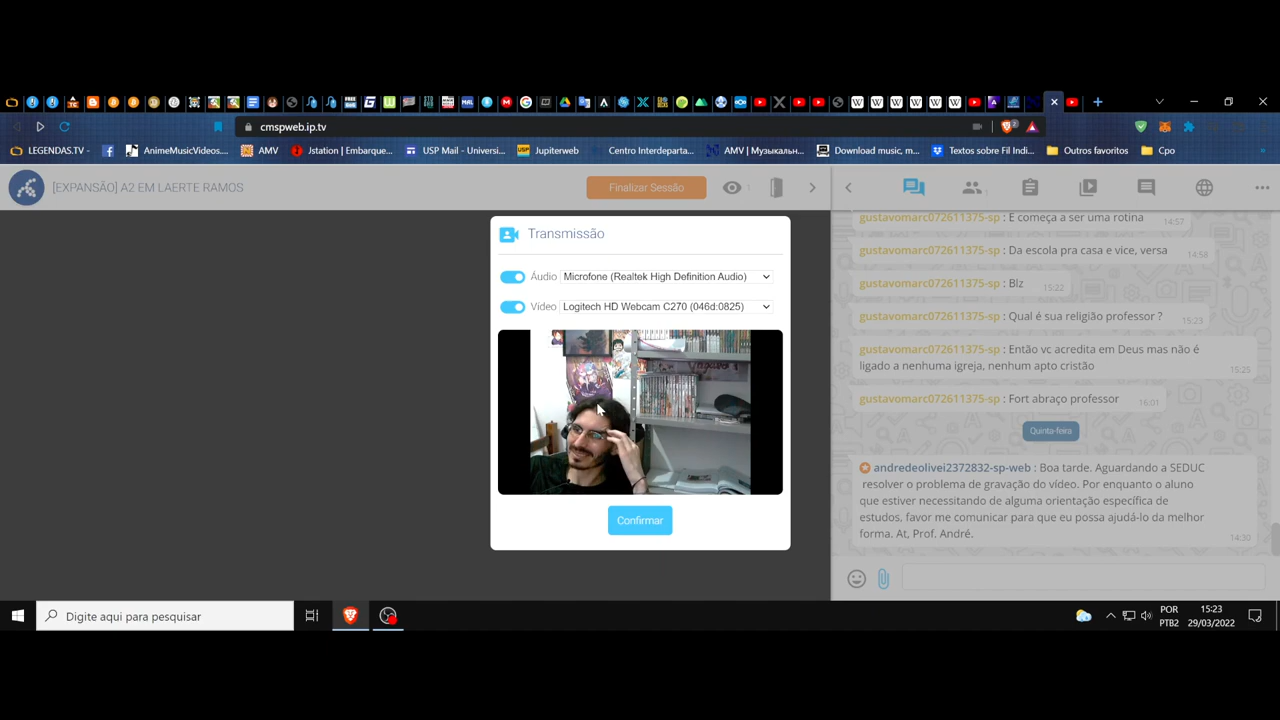 cmspweb.ip.tv
2
LEGENDAS.TV -
AnimeMusicVideos...
AMV
Jstation | Embarque...
USP Mail - Universi...
Jupiterweb
Centro Interdeparta...
AMV | Музыкальн...
Download music, m...
Textos sobre Fil Indi...
Outros favoritos
Cpo
[EXPANSÃO] A2 EM LAERTE RAMOS
Finalizar Sessão
1
1
Transmissão
Áudio Microfone (Realtek High Definition Audio)
Vídeo Logitech HD Webcam C270 (046d:0825)
Confirmar
gustavomarc072611375-sp : E começa a ser uma rotina
14:57
gustavomarc072611375-sp : Da escola pra casa e vice, versa
14:58
gustavomarc072611375-sp : Blz
15:22
gustavomarc072611375-sp : Qual é sua religião professor ?
15:23
gustavomarc072611375-sp : Então vc acredita em Deus mas não é
ligado a nenhuma igreja, nenhum apto cristão
15:25
gustavomarc072611375-sp : Fort abraço professor
16:01
Quinta-feira
andredeolivei2372832-sp-web : Boa tarde. Aguardando a SEDUC
resolver o problema de gravação do vídeo. Por enquanto o aluno
que estiver necessitando de alguma orientação específica de
estudos, favor me comunicar para que eu possa ajudá-lo da melhor
forma. At, Prof. André.
14:30
Digite aqui para pesquisar
POR
PTB2
15:23
29/03/2022